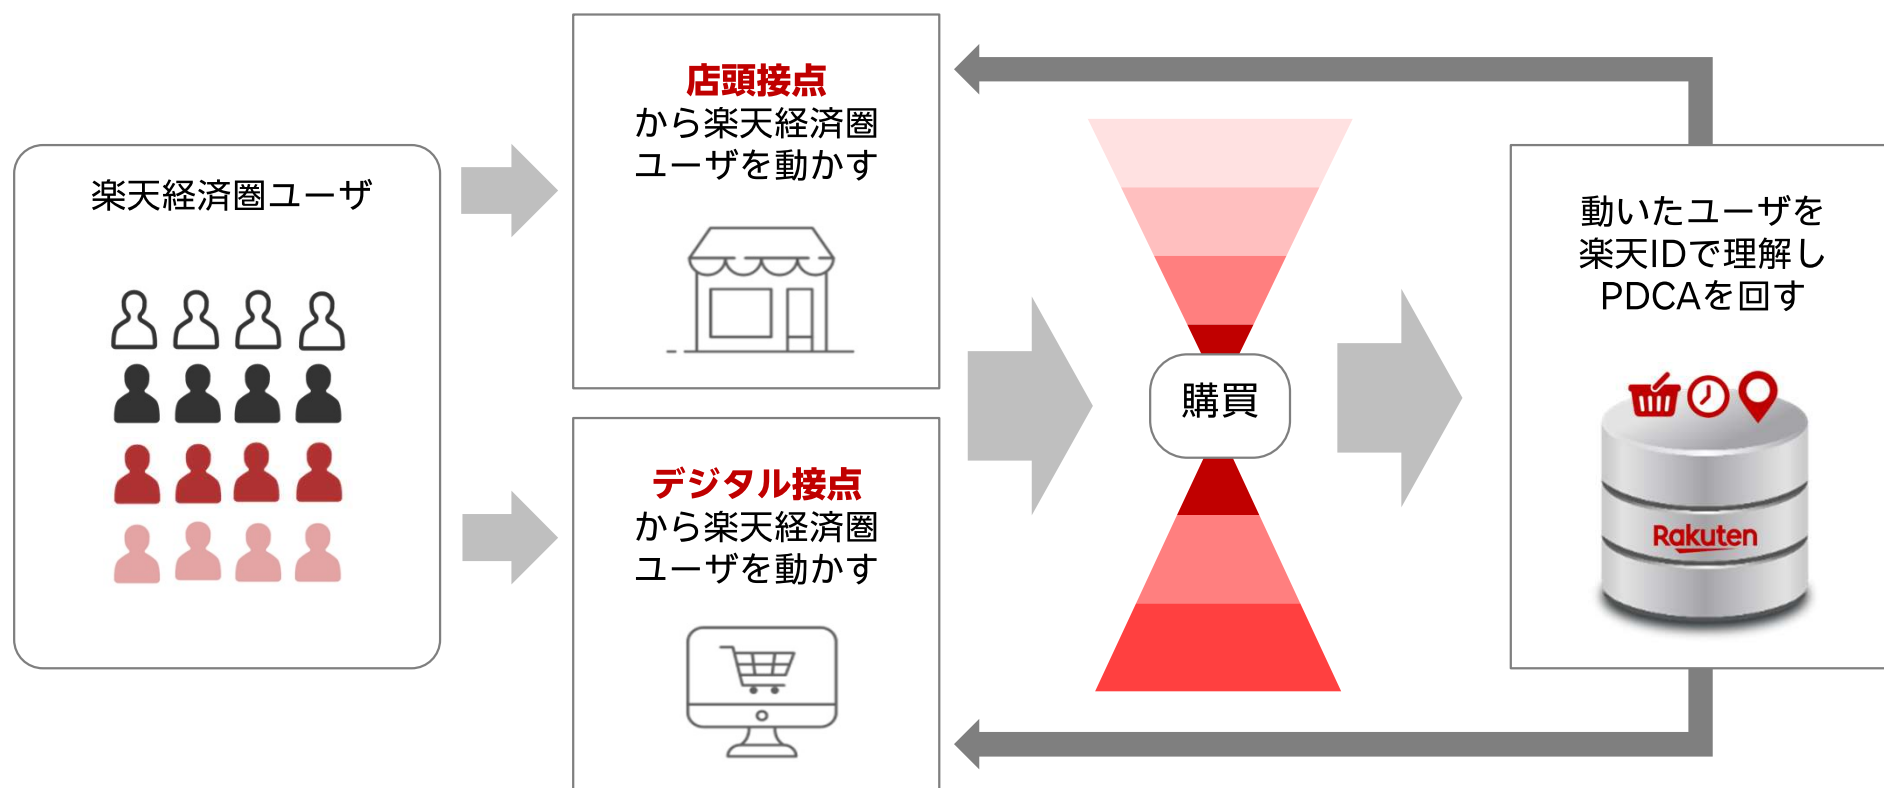 楽天経済圏ユーザ
店頭接点
から楽天経済圏
ユーザを動かす
デジタル接点
から楽天経済圏
ユーザを動かす
購買
動いたユーザを
楽天IDで理解し
PDCAを回す
Rakuten